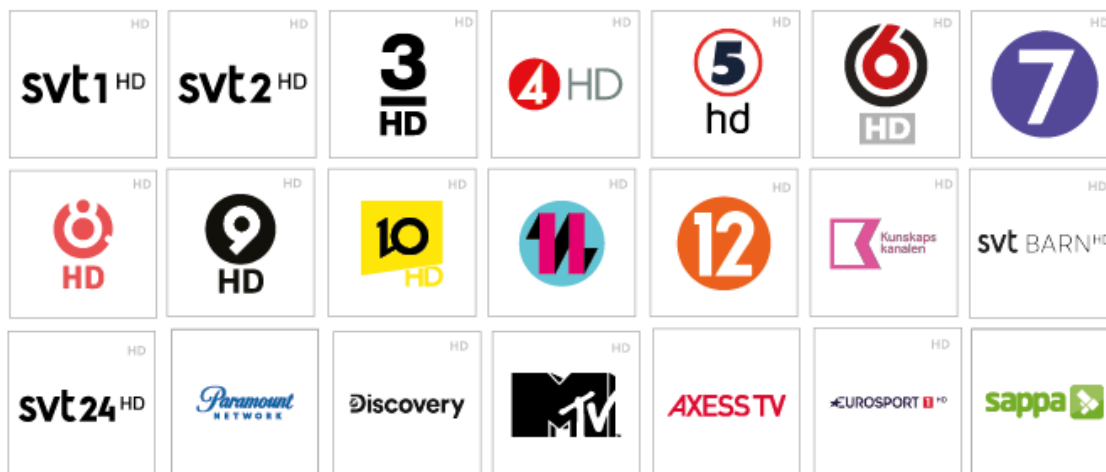 HD HD HD HD HD HD HD
svt1 HD
svt2 HD
3
HD
4 HD
5
hd
6
HD
7
HD HD HD HD HD HD HD
8
HD
9
HD
10
HD
11
12
Kunskaps
kanalen
svt BARN HD
HD HD HD HD
svt24 HD
Paramount
NETWORK
Discovery
MTV
AXESS TV
EUROSPORT 1 HD
sappa